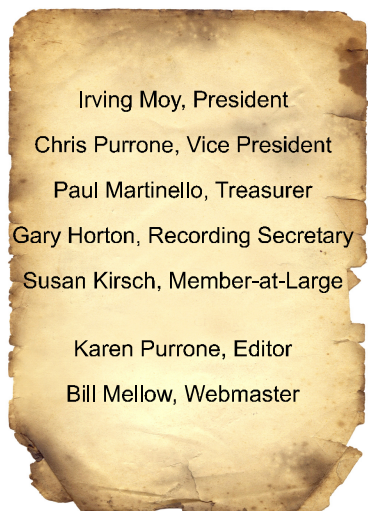 Irving Moy, President
Chris Purrone, Vice President
Paul Martinello, Treasurer
Gary Horton, Recording Secretary
Susan Kirsch, Member-at-Large
Karen Purrone, Editor
Bill Mellow, Webmaster